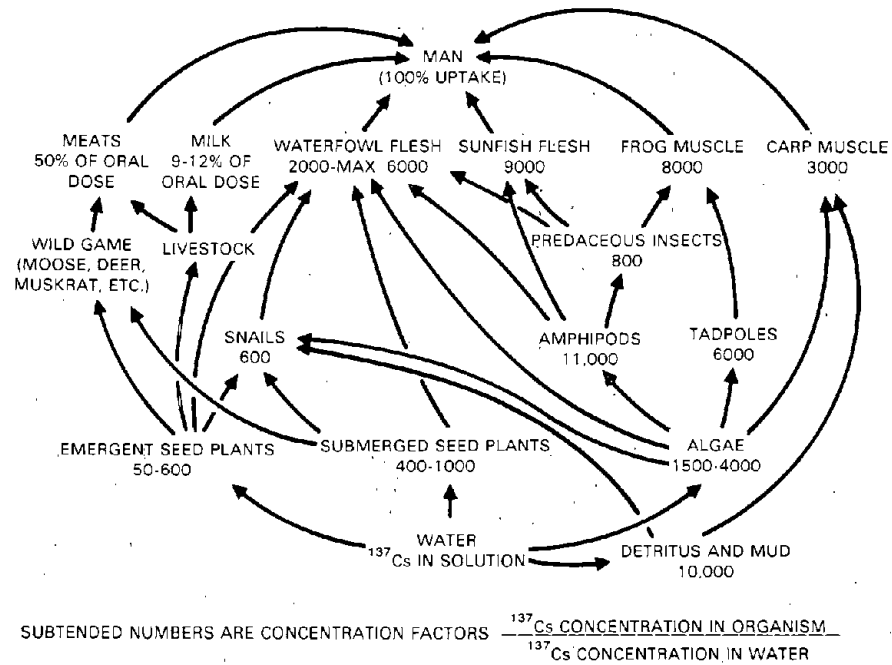 MAN
(100% UPTAKE)
MEATS
50% OF ORAL
DOSE
MILK
9-12% OF
ORAL DOSE
WATERFOWL FLESH
2000-MAX 6000
SUNFISH FLESH
9000
FROG MUSCLE
8000
CARP MUSCLE
3000
WILD GAME
(MOOSE, DEER,
MUSKRAT, ETC.)
LIVESTOCK
PREDACEOUS INSECTS
800
SNAILS
600
AMPHIPODS
11,000
TADPOLES
6000
EMERGENT SEED PLANTS
50-600
SUBMERGED SEED PLANTS
400-1000
ALGAE
1500-4000
WATER
¹³⁷Cs IN SOLUTION
DETRITUS AND MUD
10,000
SUBTENDED NUMBERS ARE CONCENTRATION FACTORS
¹³⁷Cs CONCENTRATION IN ORGANISM
¹³⁷Cs CONCENTRATION IN WATER